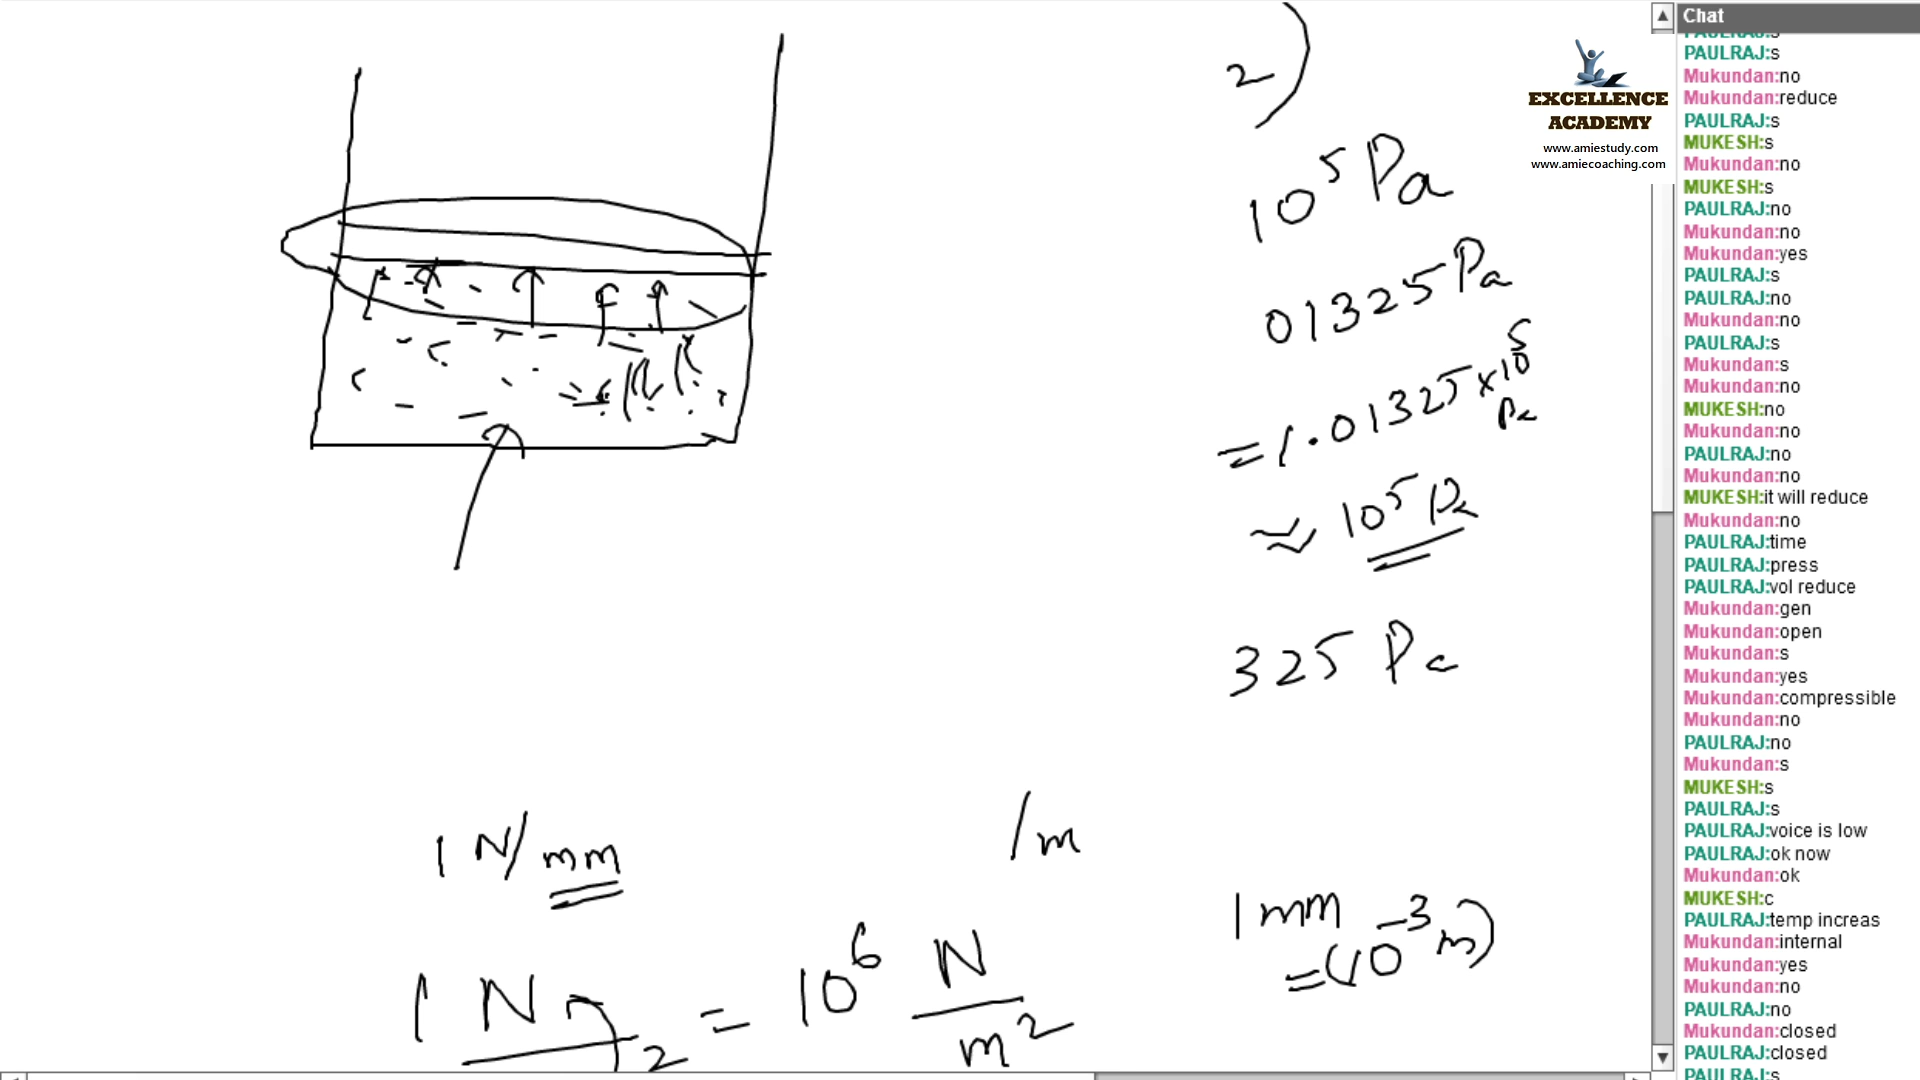 2)
10⁵ Pa
01325 Pa
= 1.01325 × 10⁵ Pa
≈ 10⁵ Pa
325 Pa
1 N/mm
/m
1 mm
= (10⁻³ m)
= 10⁶ N/m²
EXCELLENCE
ACADEMY
www.amiestudy.com
www.amiecoaching.com
Chat
PAULRAJ:s
PAULRAJ:s
Mukundan:no
Mukundan:reduce
PAULRAJ:s
MUKESH:s
Mukundan:no
MUKESH:s
PAULRAJ:no
Mukundan:no
Mukundan:yes
PAULRAJ:s
PAULRAJ:no
Mukundan:no
PAULRAJ:s
Mukundan:s
Mukundan:no
MUKESH:no
Mukundan:no
PAULRAJ:no
Mukundan:no
MUKESH:it will reduce
Mukundan:no
PAULRAJ:time
PAULRAJ:press
PAULRAJ:vol reduce
Mukundan:gen
Mukundan:open
Mukundan:s
Mukundan:yes
Mukundan:compressible
Mukundan:no
PAULRAJ:no
Mukundan:s
MUKESH:s
PAULRAJ:s
PAULRAJ:voice is low
PAULRAJ:ok now
Mukundan:ok
MUKESH:c
PAULRAJ:temp increas
Mukundan:internal
Mukundan:yes
Mukundan:no
PAULRAJ:no
Mukundan:closed
PAULRAJ:closed
PAULRAJ:s